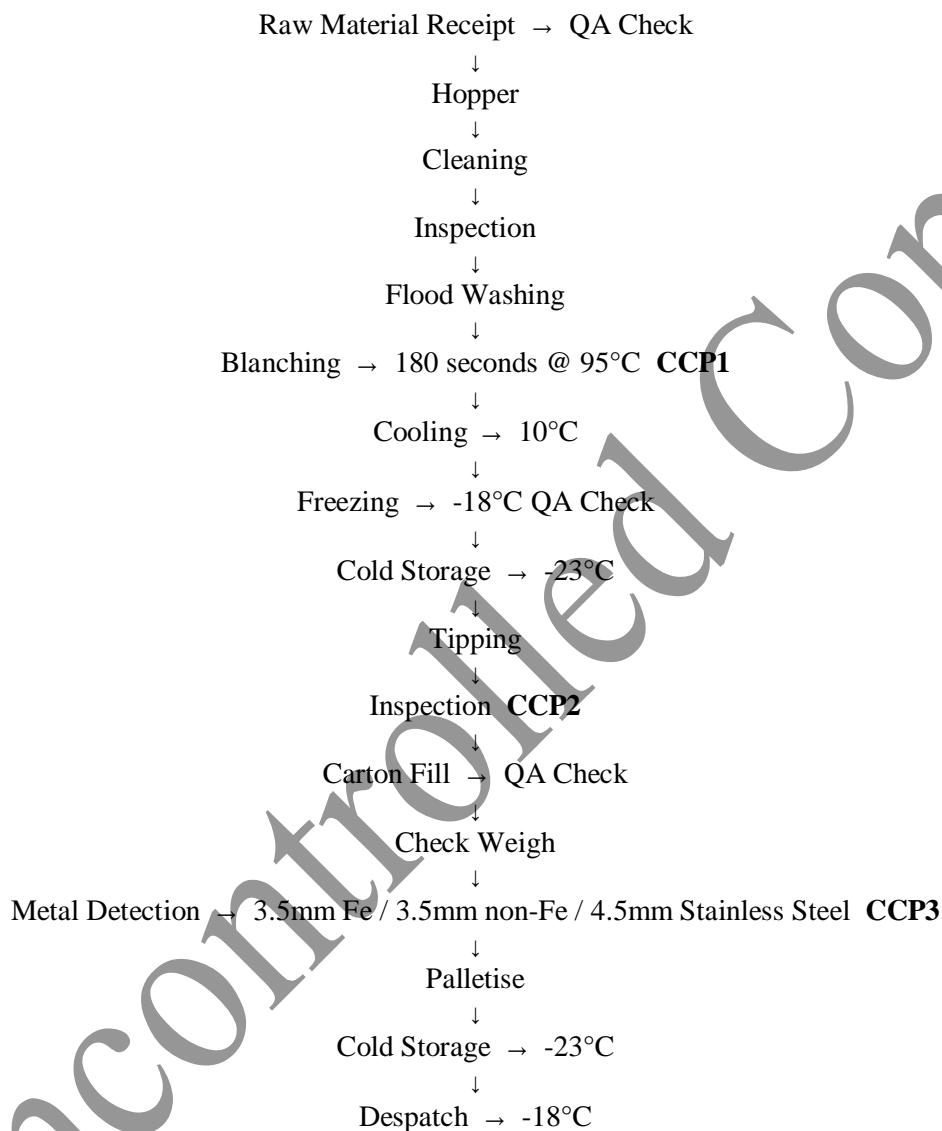 Raw Material Receipt → QA Check
↓
Hopper
↓
Cleaning
↓
Inspection
↓
Flood Washing
↓
Blanching → 180 seconds @ 95°C CCP1
↓
Cooling → 10°C
↓
Freezing → -18°C QA Check
↓
Cold Storage → -23°C
↓
Tipping
↓
Inspection CCP2
↓
Carton Fill → QA Check
↓
Check Weigh
↓
Metal Detection → 3.5mm Fe / 3.5mm non-Fe / 4.5mm Stainless Steel CCP3
↓
Palletise
↓
Cold Storage → -23°C
↓
Despatch → -18°C